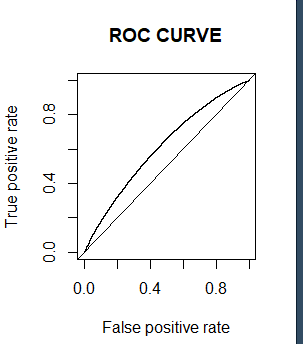 ROC CURVE
True positive rate
0.8
0.4
0.0
0.0 0.4 0.8
False positive rate